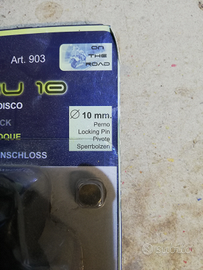 Art. 903
ON
THE
ROAD
U 10
DISCO
CK
Ø 10 mm.
Perno
Locking Pin
Pivote
Sperrbolzen
OQUE
NSCHLOSS